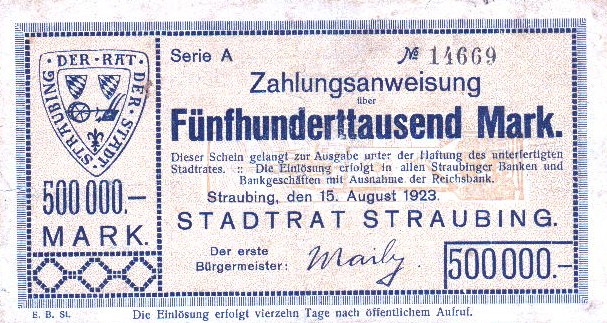 DER · RAT · DER · STADT · STRAUBING
Serie A
№ 14669
Zahlungsanweisung
über
Fünfhunderttausend Mark.
Dieser Schein gelangt zur Ausgabe unter der Haftung des unterfertigten
Stadtrates. :: Die Einlösung erfolgt in allen Straubinger Banken und
Bankgeschäften mit Ausnahme der Reichsbank.
Straubing, den 15. August 1923.
STADTRAT STRAUBING.
500 000.–
MARK.
Der erste
Bürgermeister:
500 000.–
E. B. St.
Die Einlösung erfolgt vierzehn Tage nach öffentlichem Aufruf.